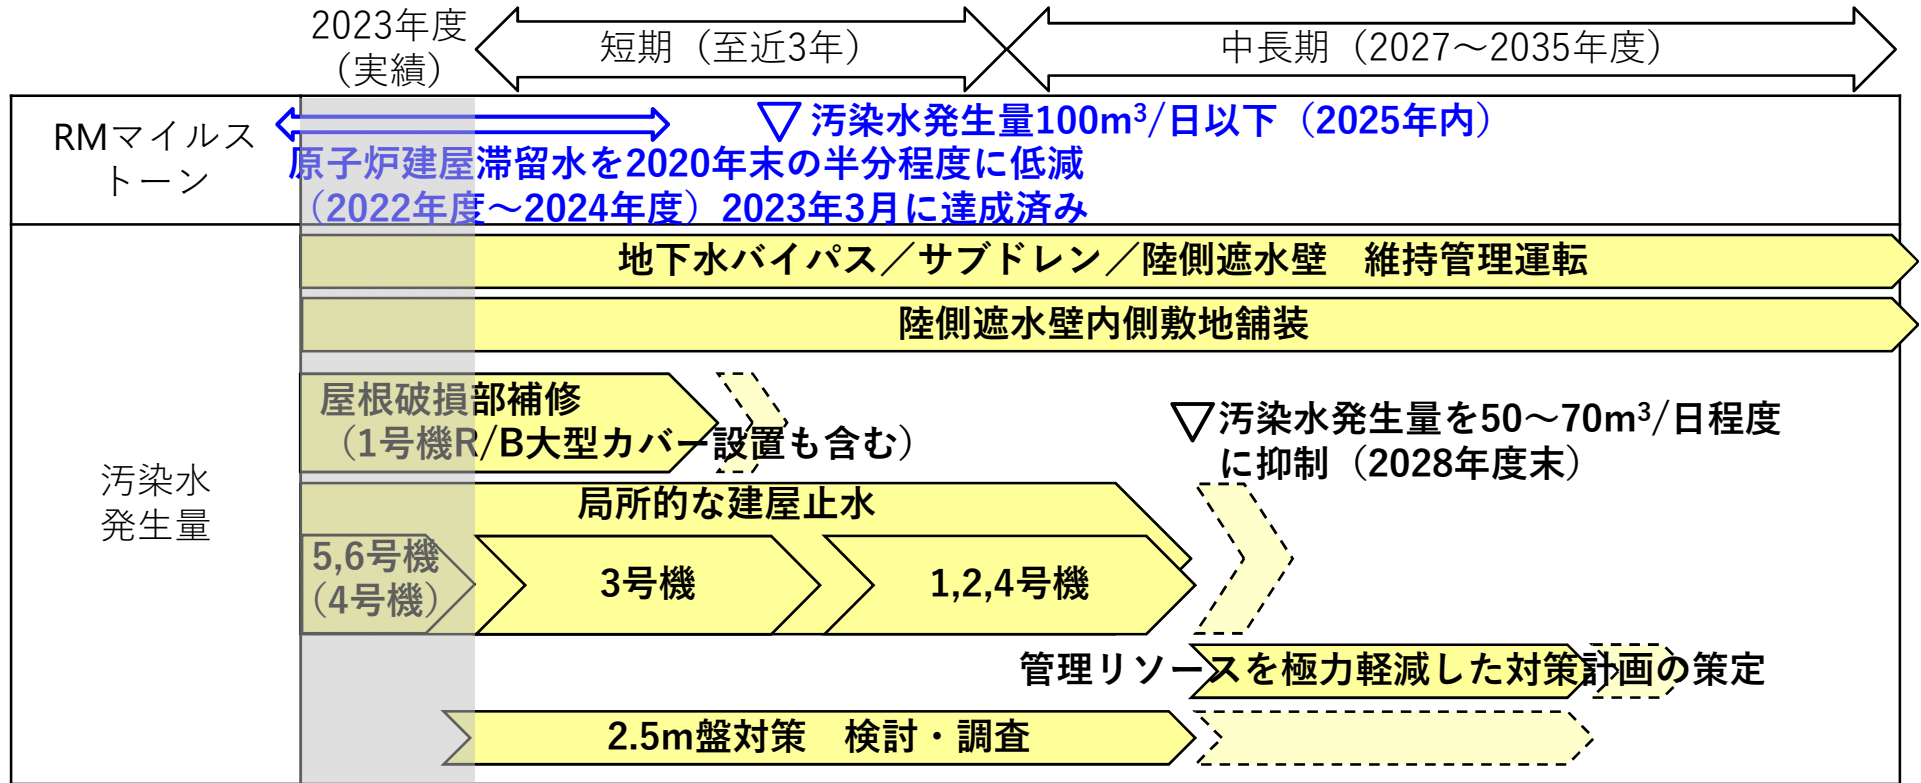 2023年度
（実績）
短期（至近3年）
中長期（2027～2035年度）
RMマイルス
トーン
▽汚染水発生量100m³/日以下（2025年内）
原子炉建屋滞留水を2020年末の半分程度に低減
（2022年度～2024年度）2023年3月に達成済み
汚染水
発生量
地下水バイパス／サブドレン／陸側遮水壁　維持管理運転
陸側遮水壁内側敷地舗装
屋根破損部補修
（1号機R/B大型カバー設置も含む）
▽汚染水発生量を50～70m³/日程度
に抑制（2028年度末）
局所的な建屋止水
5,6号機
（4号機）
3号機
1,2,4号機
管理リソースを極力軽減した対策計画の策定
2.5m盤対策　検討・調査